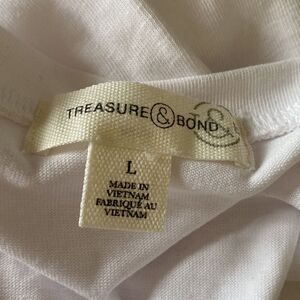 TREASURE & BOND
&
L
MADE IN
VIETNAM
FABRIQUÉ AU
VIETNAM